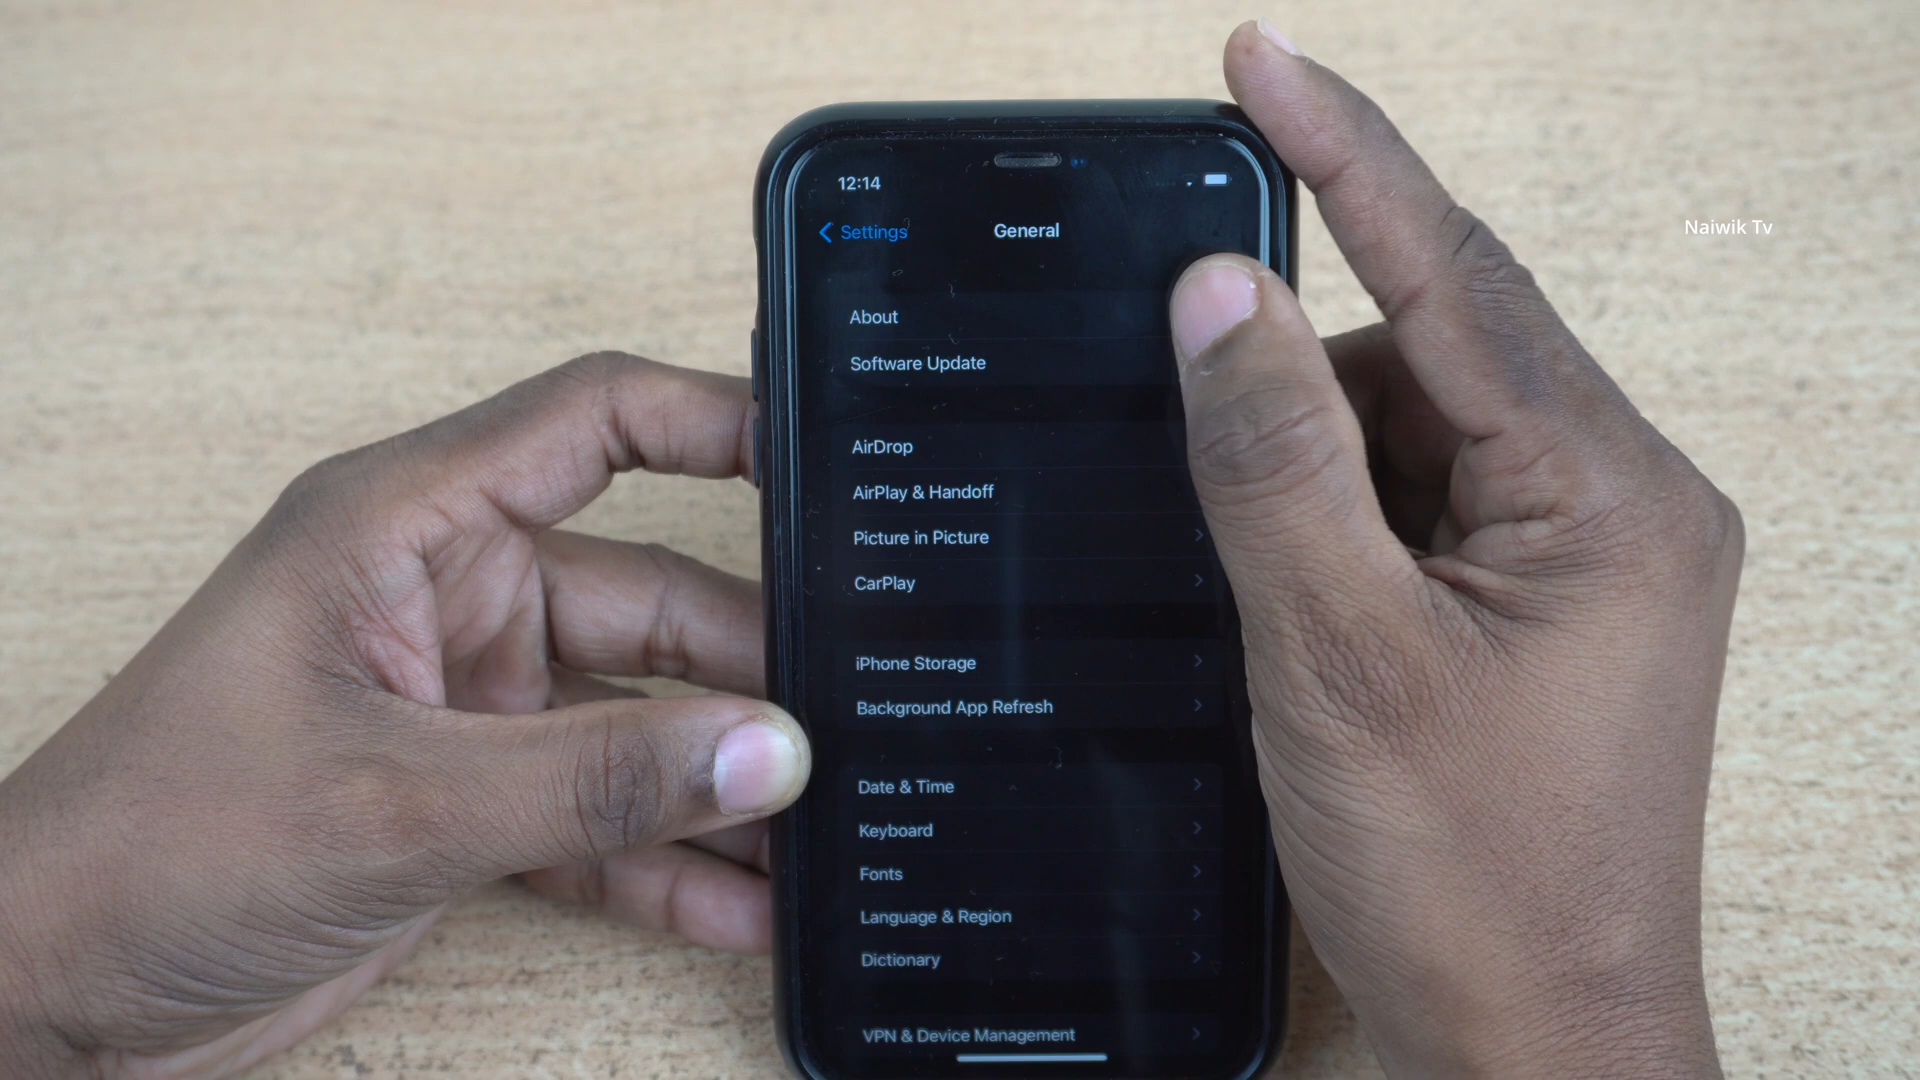 12:14
Settings
General
Naiwik Tv
About
Software Update
AirDrop
AirPlay & Handoff
Picture in Picture
CarPlay
iPhone Storage
Background App Refresh
Date & Time
Keyboard
Fonts
Language & Region
Dictionary
VPN & Device Management